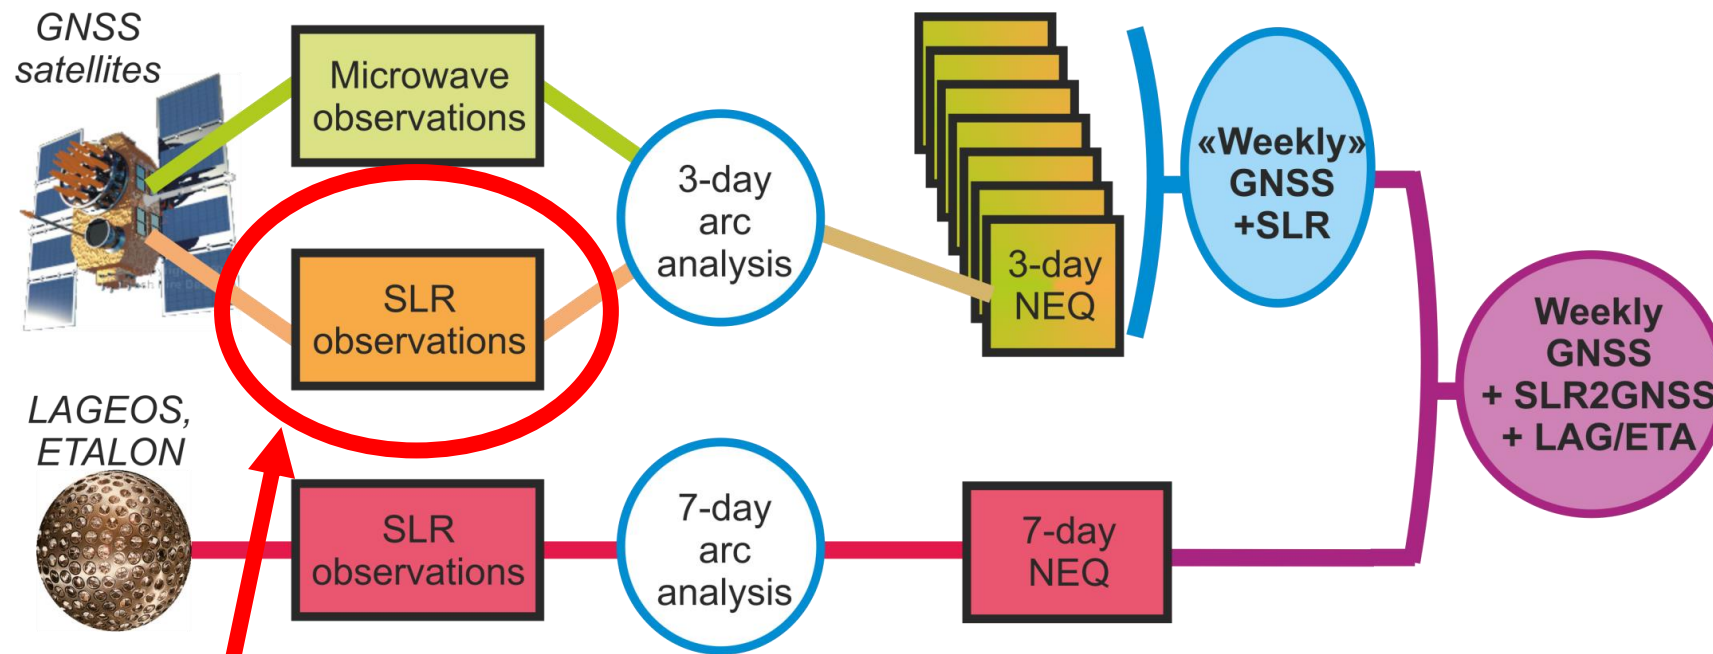 GNSS
satellites
Microwave
observations
SLR
observations
3-day
arc
analysis
3-day
NEQ
«Weekly»
GNSS
+SLR
Weekly
GNSS
+ SLR2GNSS
+ LAG/ETA
LAGEOS,
ETALON
SLR
observations
7-day
arc
analysis
7-day
NEQ